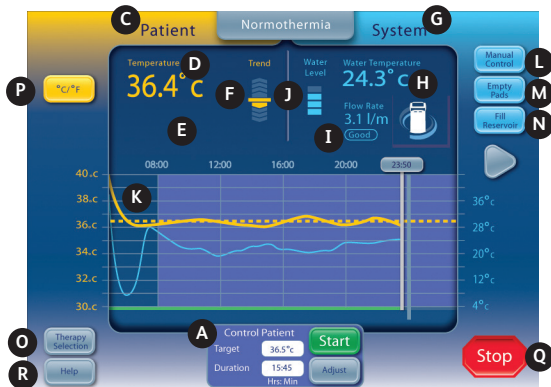 C
Patient
Normothermia
System
G
Temperature
D
36.4°c
E
Trend
F
J
Water
Level
Water Temperature
24.3°c
H
Flow Rate
3.1 l/m
I
Good
P
°C/°F
Manual
Control
L
Empty
Pads
M
Fill
Reservoir
N
08:00
12:00
16:00
20:00
23:50
K
40.c
38.c
36.c
34.c
32.c
30.c
36°c
28°c
20°c
12°c
4°c
O
Therapy
Selection
R
Help
A
Control Patient
Target
36.5°c
Start
Duration
15:45
Adjust
Hrs: Min
Stop
Q